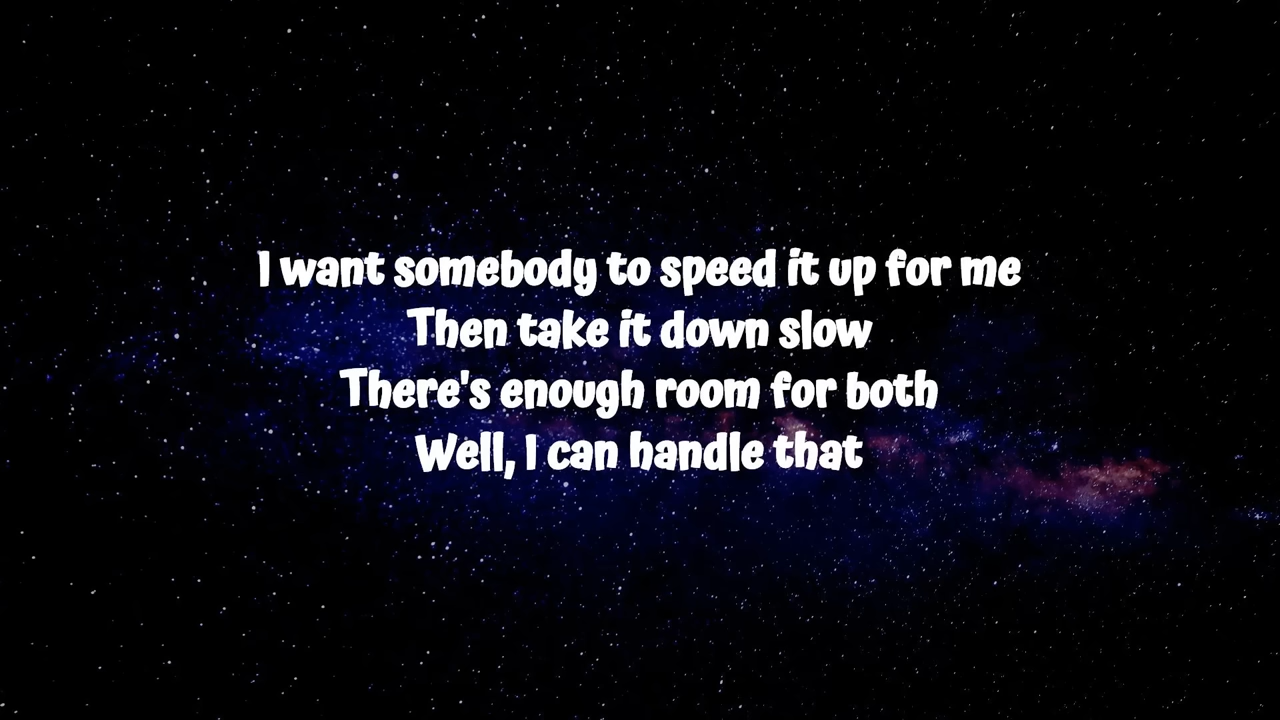 I want somebody to speed it up for me
Then take it down slow
There's enough room for both
Well, I can handle that